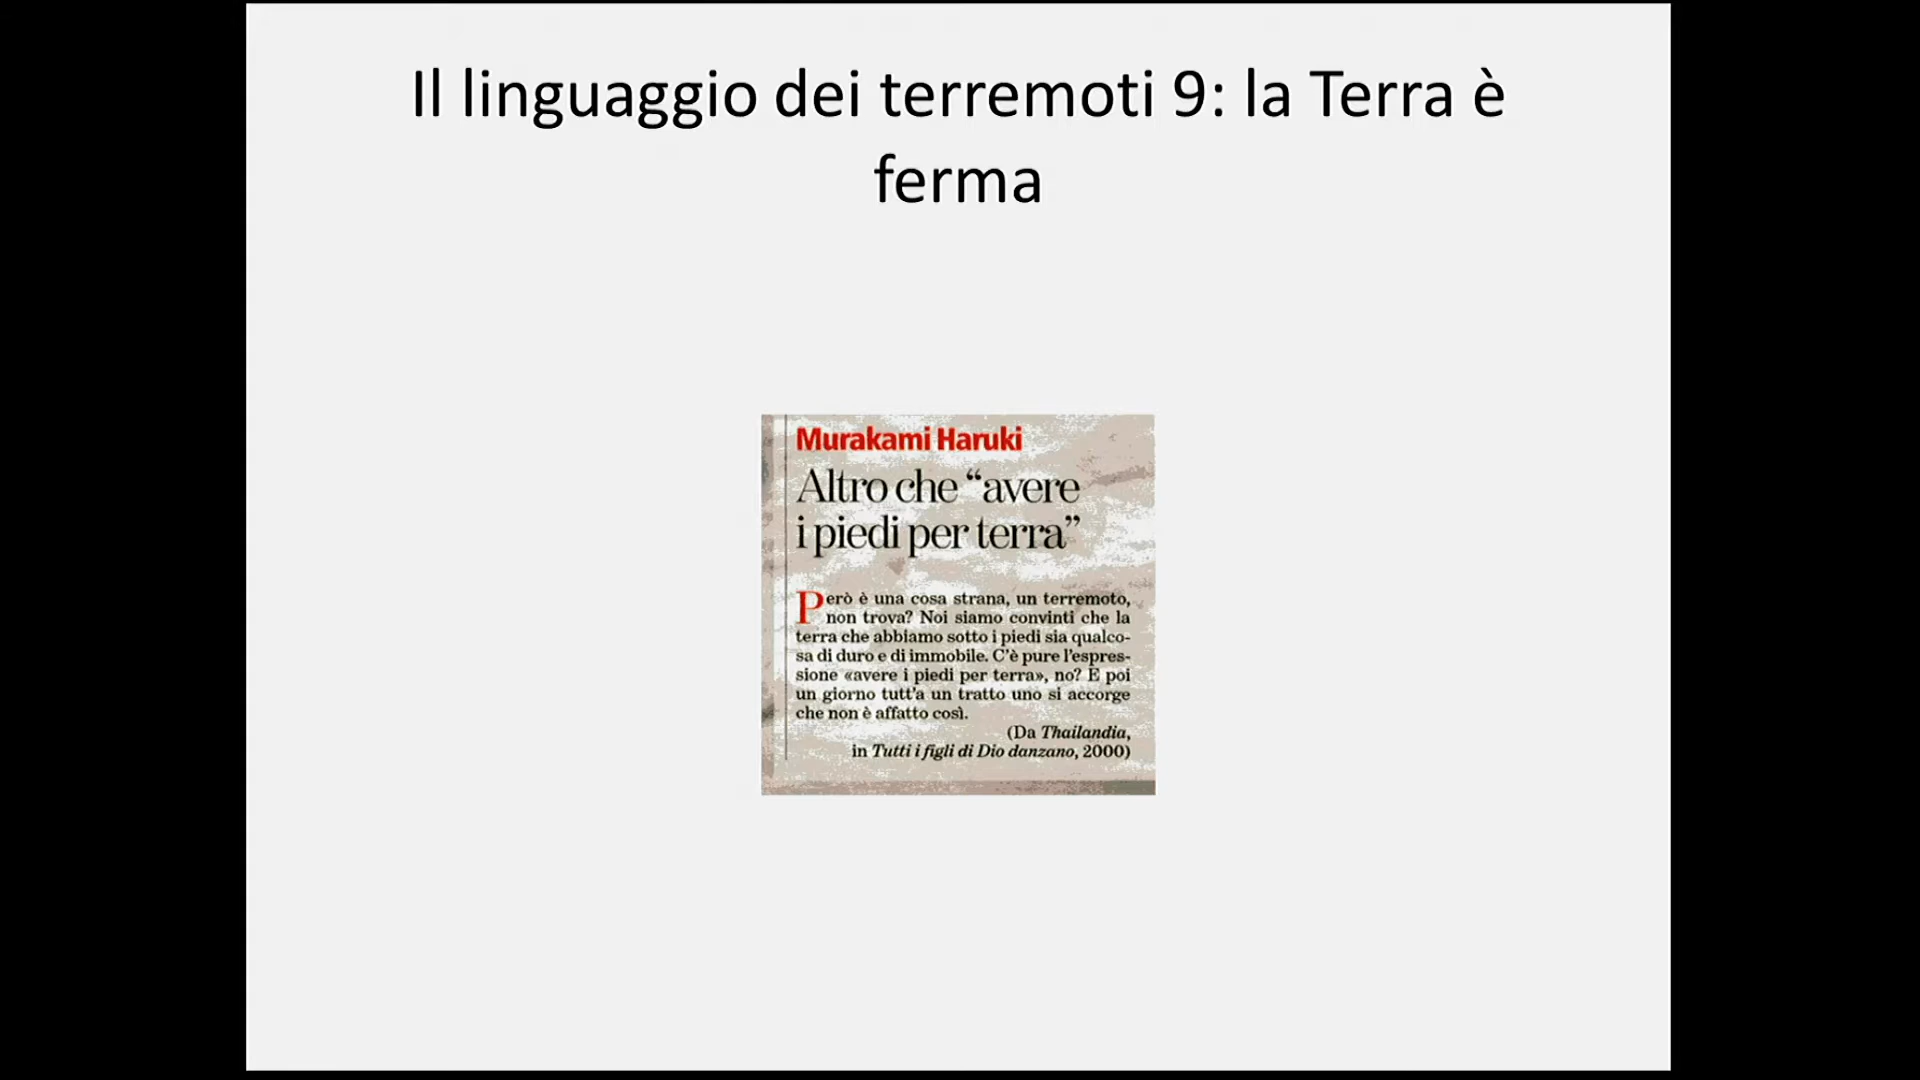 Il linguaggio dei terremoti 9: la Terra è
ferma
Murakami Haruki
Altro che “avere
i piedi per terra”
Però è una cosa strana, un terremoto,
non trova? Noi siamo convinti che la
terra che abbiamo sotto i piedi sia qualco-
sa di duro e di immobile. C'è pure l'espres-
sione «avere i piedi per terra», no? E poi
un giorno tutt'a un tratto uno si accorge
che non è affatto così.
(Da Thailandia,
in Tutti i figli di Dio danzano, 2000)